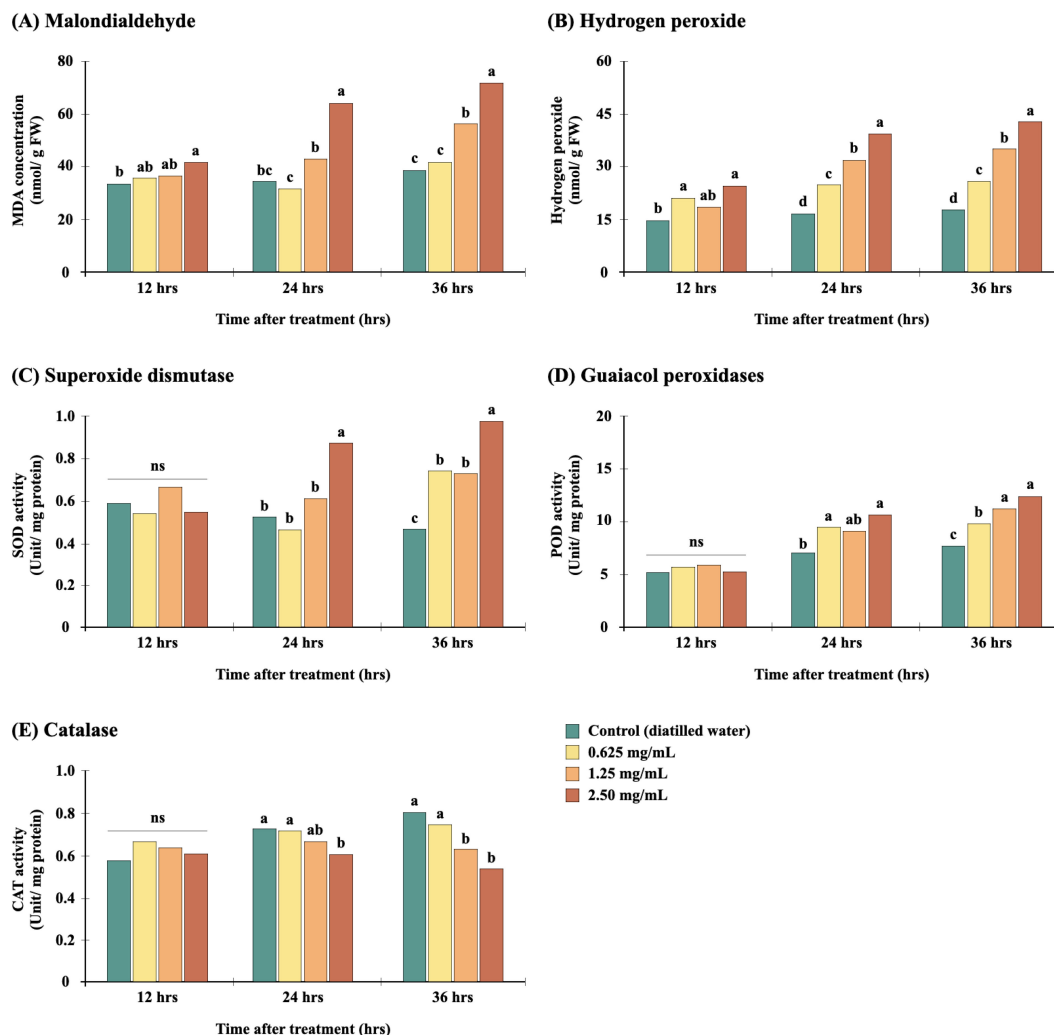 (A) Malondialdehyde
MDA concentration
(nmol/ g FW)
80
60
40
20
0
b ab ab a
bc c b a
c c b a
12 hrs 24 hrs 36 hrs
Time after treatment (hrs)
(B) Hydrogen peroxide
Hydrogen peroxide
(nmol/ g FW)
60
45
30
15
0
b a ab a
d c b a
d c b a
12 hrs 24 hrs 36 hrs
Time after treatment (hrs)
(C) Superoxide dismutase
SOD activity
(Unit/ mg protein)
1.0
0.8
0.6
0.4
0.2
0
ns
b b b a
c b b a
12 hrs 24 hrs 36 hrs
Time after treatment (hrs)
(D) Guaiacol peroxidases
POD activity
(Unit/ mg protein)
20
15
10
5
0
ns
b a ab a
c b a a
12 hrs 24 hrs 36 hrs
Time after treatment (hrs)
(E) Catalase
CAT activity
(Unit/ mg protein)
1.0
0.8
0.6
0.4
0.2
0
ns
a a ab b
a a b b
12 hrs 24 hrs 36 hrs
Time after treatment (hrs)
Control (diatilled water)
0.625 mg/mL
1.25 mg/mL
2.50 mg/mL